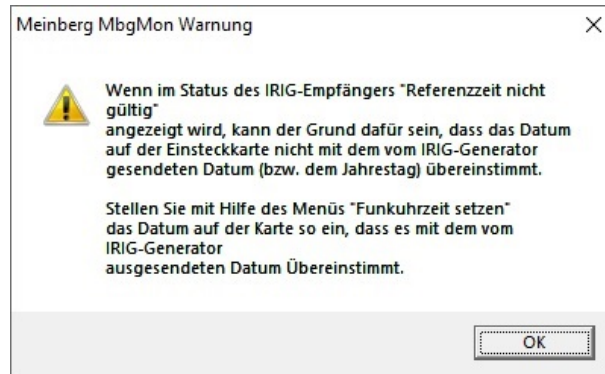 Meinberg MbgMon Warnung
Wenn im Status des IRIG-Empfängers "Referenzzeit nicht
gültig"
angezeigt wird, kann der Grund dafür sein, dass das Datum
auf der Einsteckkarte nicht mit dem vom IRIG-Generator
gesendeten Datum (bzw. dem Jahrestag) übereinstimmt.
Stellen Sie mit Hilfe des Menüs "Funkuhrzeit setzen"
das Datum auf der Karte so ein, dass es mit dem vom
IRIG-Generator
ausgesendeten Datum Übereinstimmt.
OK